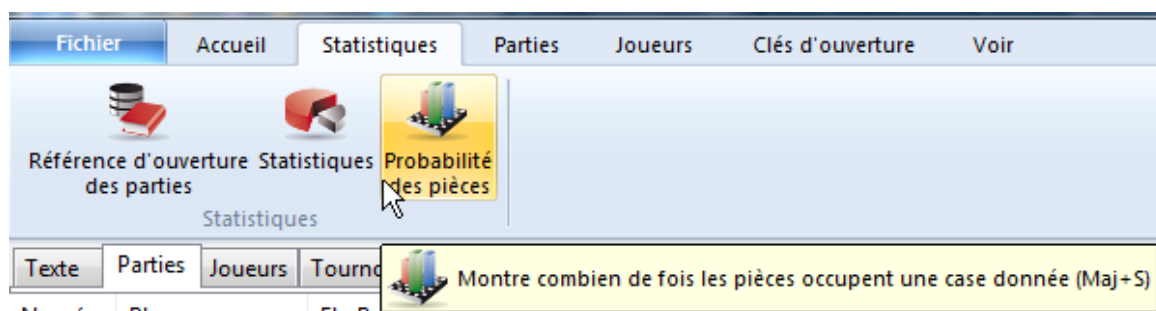 Fichier Accueil Statistiques Parties Joueurs Clés d'ouverture Voir
Référence d'ouverture Statistiques Probabilité
des parties des pièces
Statistiques
Texte Parties Joueurs
Montre combien de fois les pièces occupent une case donnée (Maj+S)